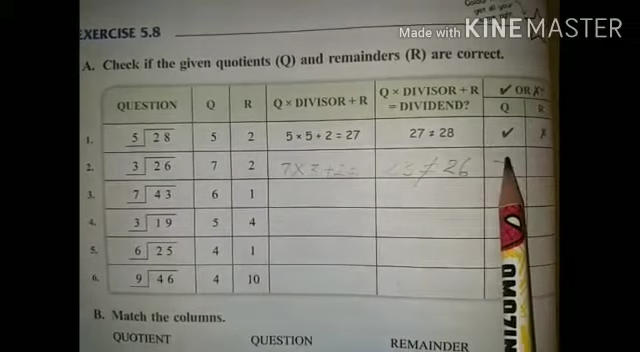 Made with KINEMASTER
EXERCISE 5.8
A. Check if the given quotients (Q) and remainders (R) are correct.
QUESTION Q R Q × DIVISOR + R Q × DIVISOR + R = DIVIDEND? ✓ OR ✗?
Q R
1. 5 28 5 2 5 × 5 + 2 = 27 27 ≠ 28 ✓ ✗
2. 3 26 7 2 7 × 3 + 2 = 23 ≠ 26
3. 7 43 6 1
4. 3 19 5 4
5. 6 25 4 1
6. 9 46 4 10
B. Match the columns.
QUOTIENT QUESTION REMAINDER